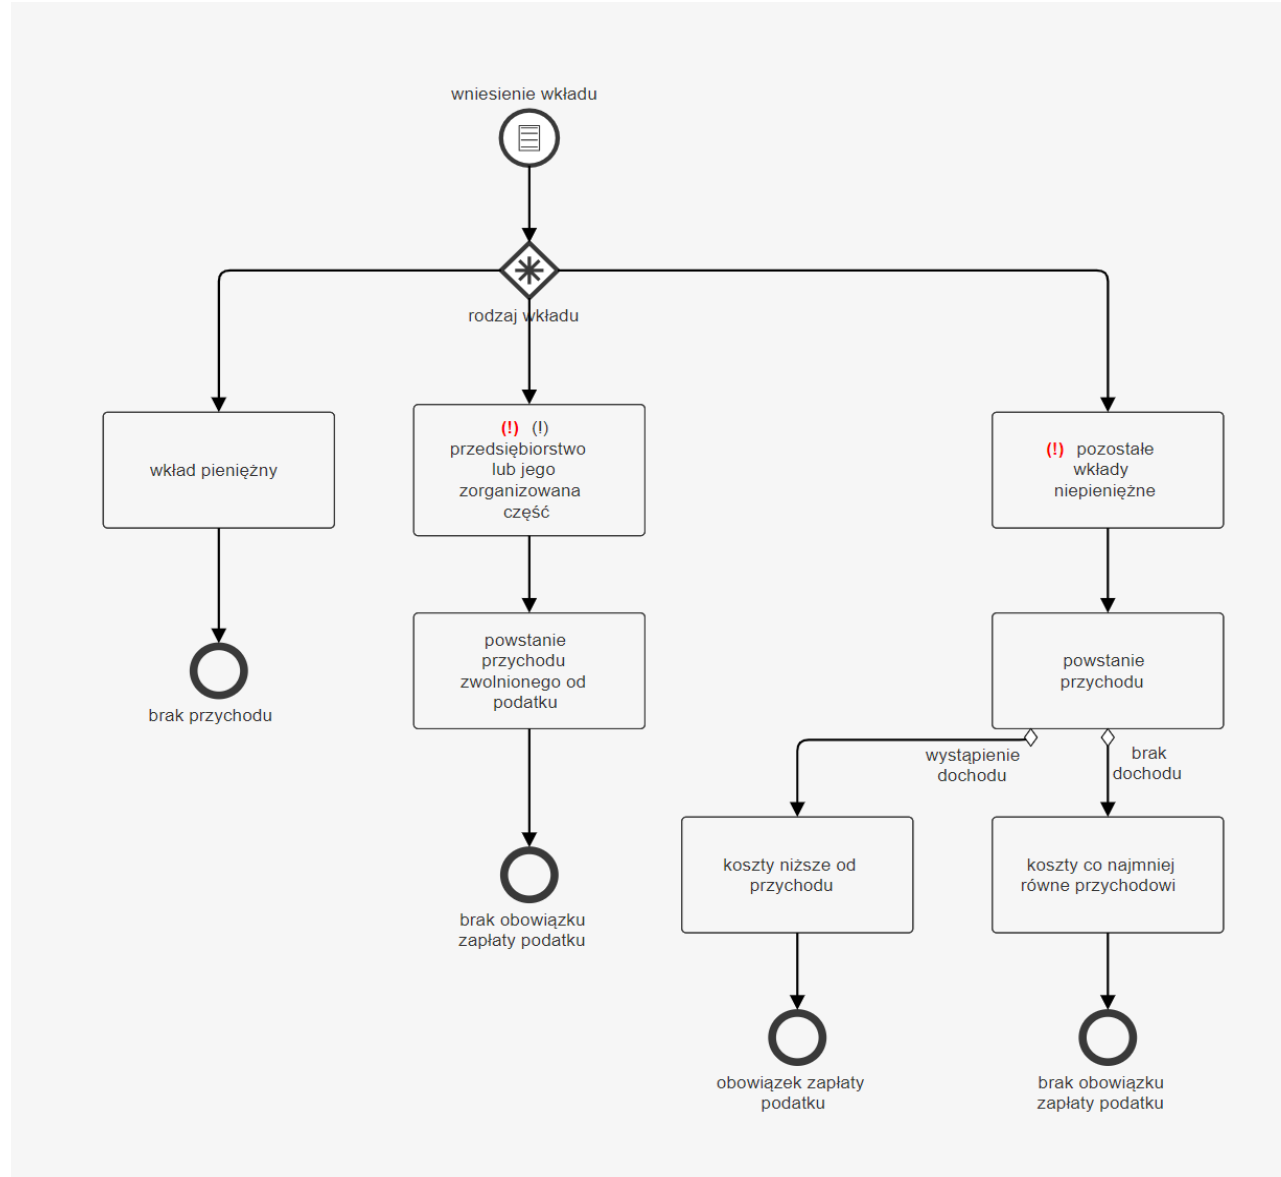 wniesienie wkładu
rodzaj wkładu
wkład pieniężny
(!) (!)
przedsiębiorstwo
lub jego
zorganizowana
część
(!) pozostałe
wkłady
niepieniężne
brak przychodu
powstanie
przychodu
zwolnionego od
podatku
powstanie
przychodu
wystąpienie
dochodu
brak
dochodu
brak obowiązku
zapłaty podatku
koszty niższe od
przychodu
koszty co najmniej
równe przychodowi
obowiązek zapłaty
podatku
brak obowiązku
zapłaty podatku